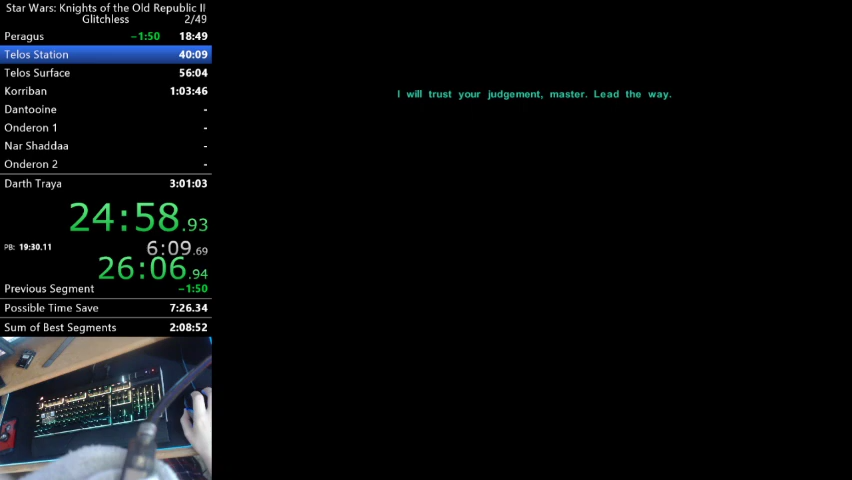 Star Wars: Knights of the Old Republic II
Glitchless 2/49
Peragus -1:50 18:49
Telos Station 40:09
Telos Surface 56:04
Korriban 1:03:46
Dantooine -
Onderon 1 -
Nar Shaddaa -
Onderon 2 -
Darth Traya 3:01:03
24:58.93
PB: 19:30.11 6:09.69
26:06.94
Previous Segment -1:50
Possible Time Save 7:26.34
Sum of Best Segments 2:08:52
I will trust your judgement, master. Lead the way.